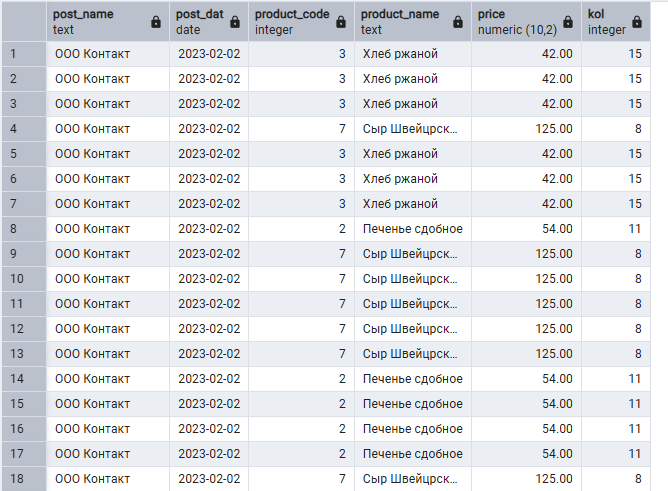 post_name post_dat product_code product_name price kol
text date integer text numeric (10,2) integer
1 ООО Контакт 2023-02-02 3 Хлеб ржаной 42.00 15
2 ООО Контакт 2023-02-02 3 Хлеб ржаной 42.00 15
3 ООО Контакт 2023-02-02 3 Хлеб ржаной 42.00 15
4 ООО Контакт 2023-02-02 7 Сыр Швейцрск... 125.00 8
5 ООО Контакт 2023-02-02 3 Хлеб ржаной 42.00 15
6 ООО Контакт 2023-02-02 3 Хлеб ржаной 42.00 15
7 ООО Контакт 2023-02-02 3 Хлеб ржаной 42.00 15
8 ООО Контакт 2023-02-02 2 Печенье сдобное 54.00 11
9 ООО Контакт 2023-02-02 7 Сыр Швейцрск... 125.00 8
10 ООО Контакт 2023-02-02 7 Сыр Швейцрск... 125.00 8
11 ООО Контакт 2023-02-02 7 Сыр Швейцрск... 125.00 8
12 ООО Контакт 2023-02-02 7 Сыр Швейцрск... 125.00 8
13 ООО Контакт 2023-02-02 7 Сыр Швейцрск... 125.00 8
14 ООО Контакт 2023-02-02 2 Печенье сдобное 54.00 11
15 ООО Контакт 2023-02-02 2 Печенье сдобное 54.00 11
16 ООО Контакт 2023-02-02 2 Печенье сдобное 54.00 11
17 ООО Контакт 2023-02-02 2 Печенье сдобное 54.00 11
18 ООО Контакт 2023-02-02 7 Сыр Швейцрск... 125.00 8